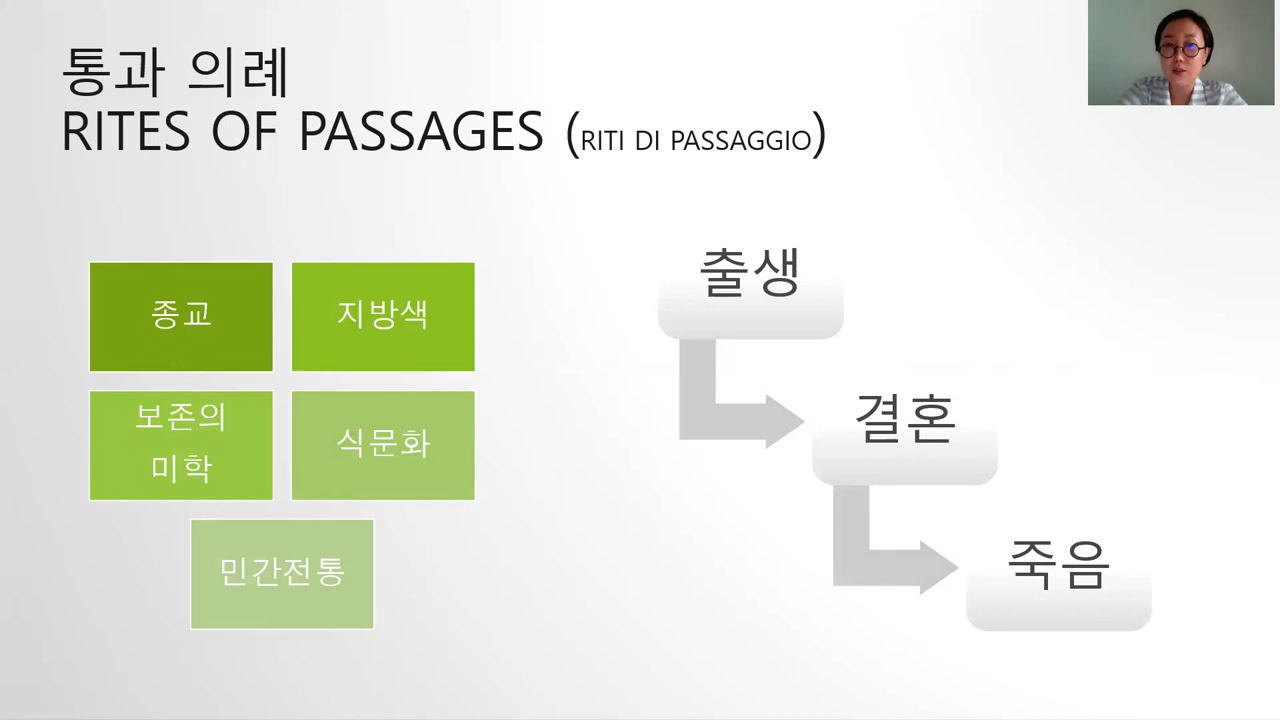 통과 의례
RITES OF PASSAGES (RITI DI PASSAGGIO)
종교
지방색
보존의
미학
식문화
민간전통
출생
결혼
죽음